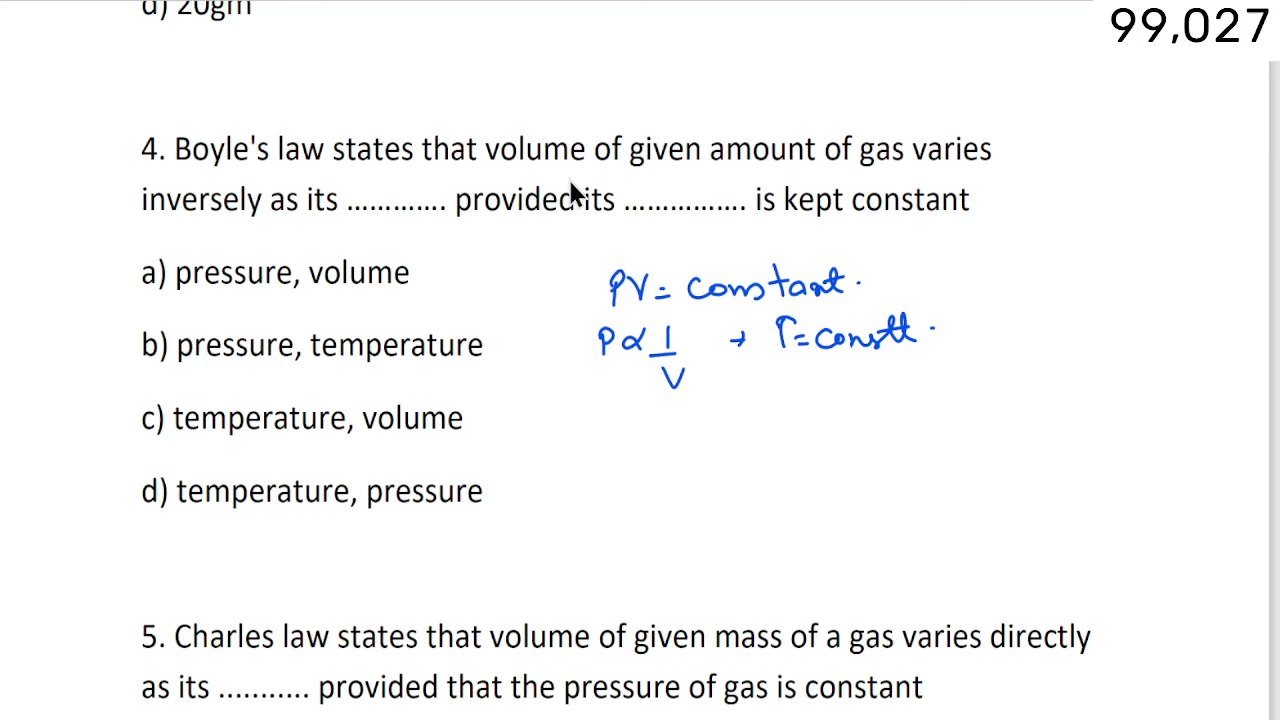 d) 20gm
99,027
4. Boyle's law states that volume of given amount of gas varies
inversely as its ............. provided its ................ is kept constant
a) pressure, volume
PV = constant.
b) pressure, temperature
P ∝ 1/V → T = constt.
c) temperature, volume
d) temperature, pressure
5. Charles law states that volume of given mass of a gas varies directly
as its ........... provided that the pressure of gas is constant